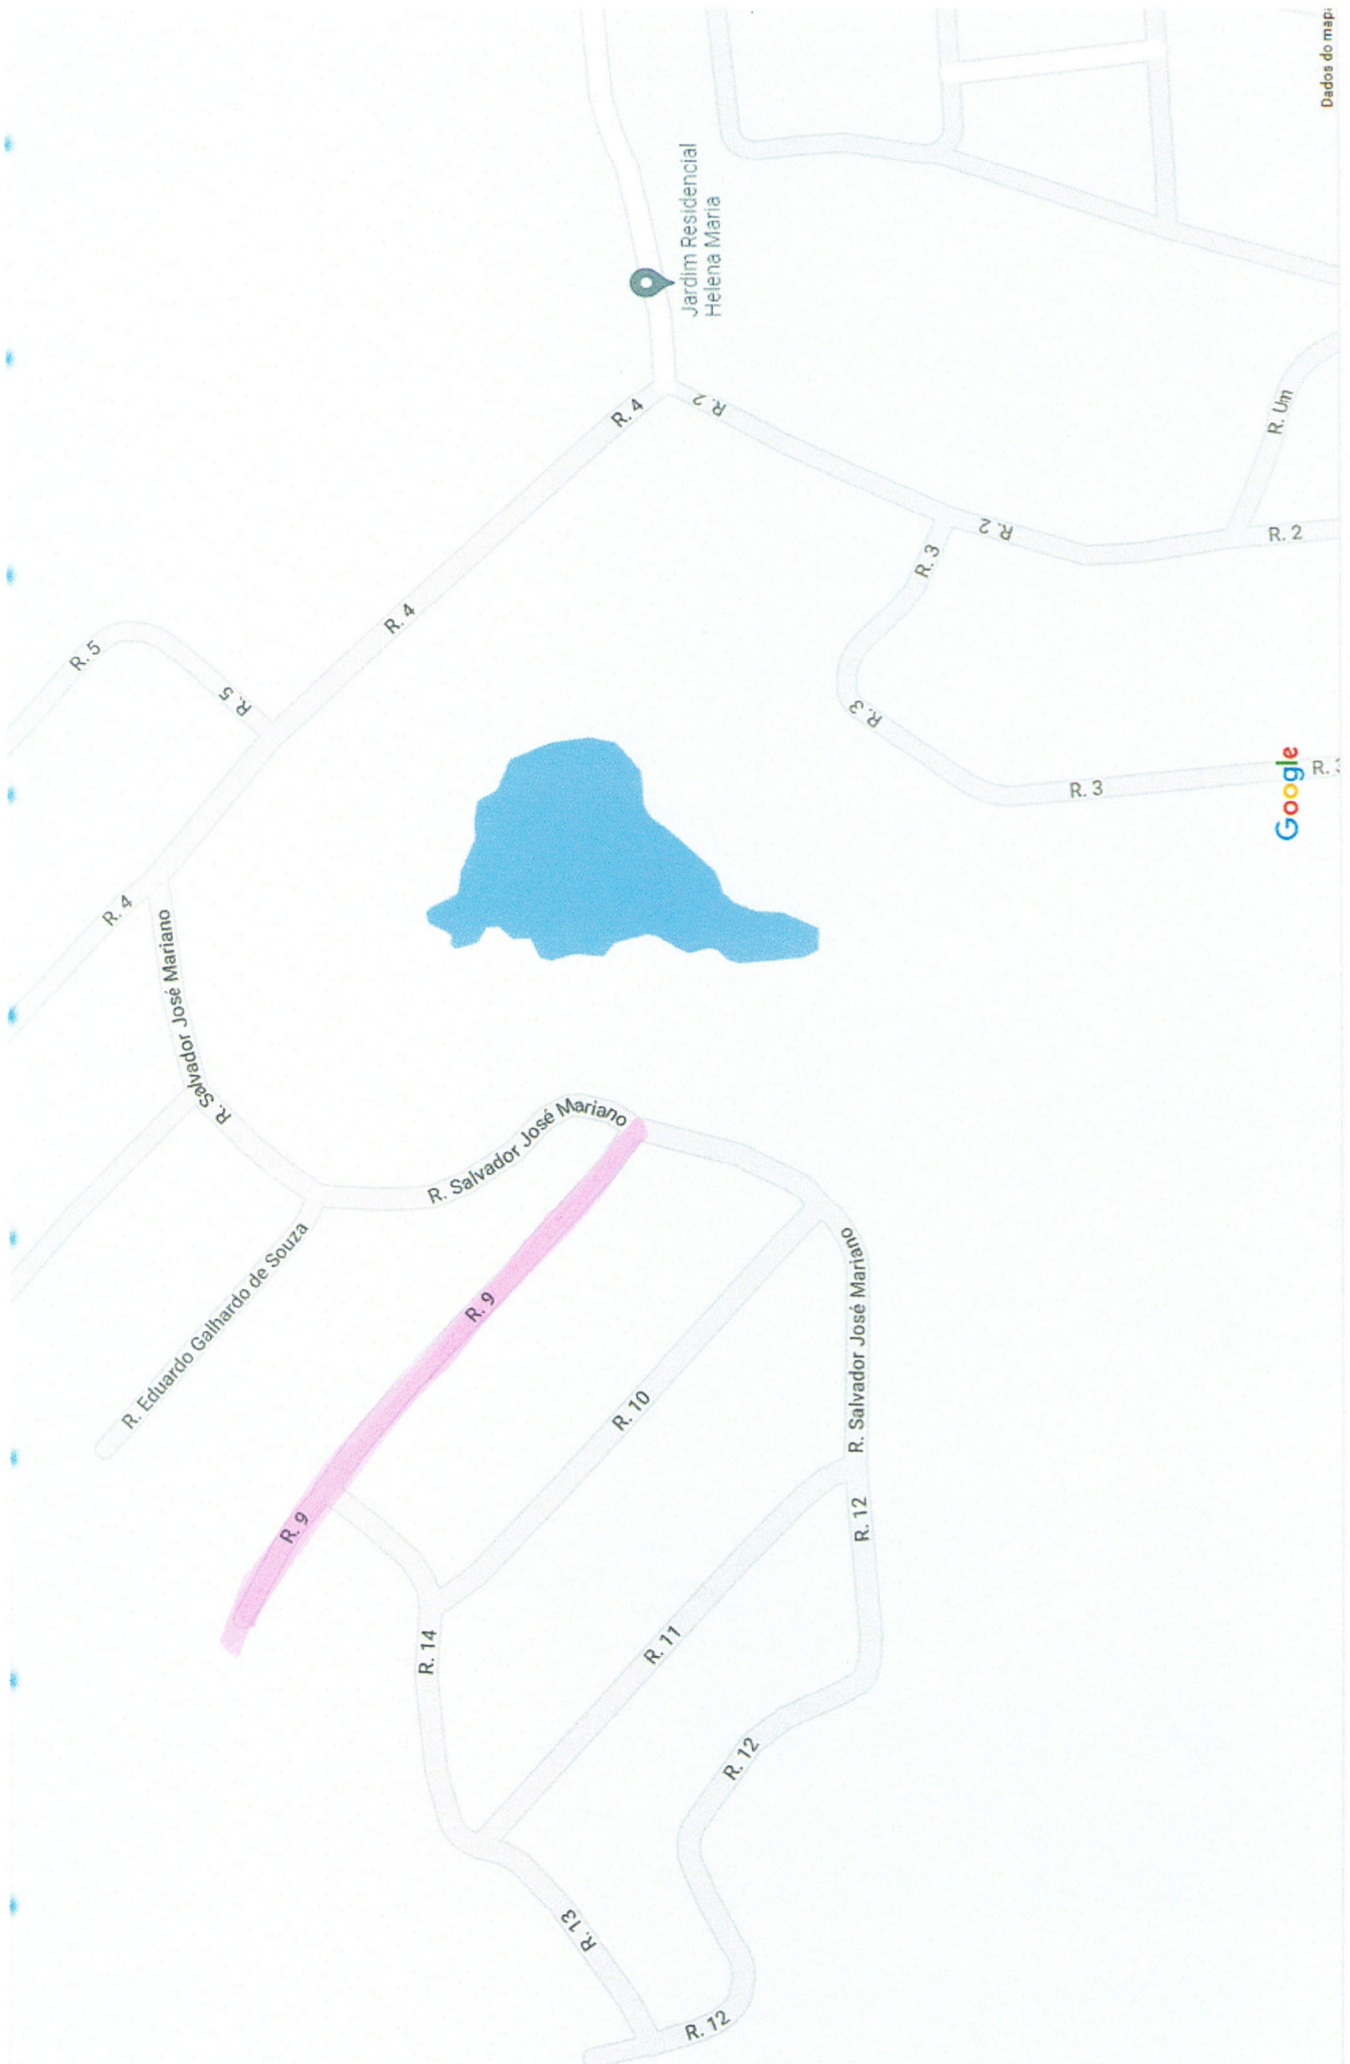 Dados do map
Jardim Residencial
Helena Maria
R. 4
R. 2
R. Um
R. 2
R. 2
R. 3
R. 4
R. 5
R. 5
R. 3
R. 3
R. 3
Google
R. 4
R. Salvador José Mariano
R. Salvador José Mariano
R. Eduardo Galhardo de Souza
R. 9
R. Salvador José Mariano
R. 10
R. 9
R. 12
R. 14
R. 11
R. 12
R. 13
R. 12